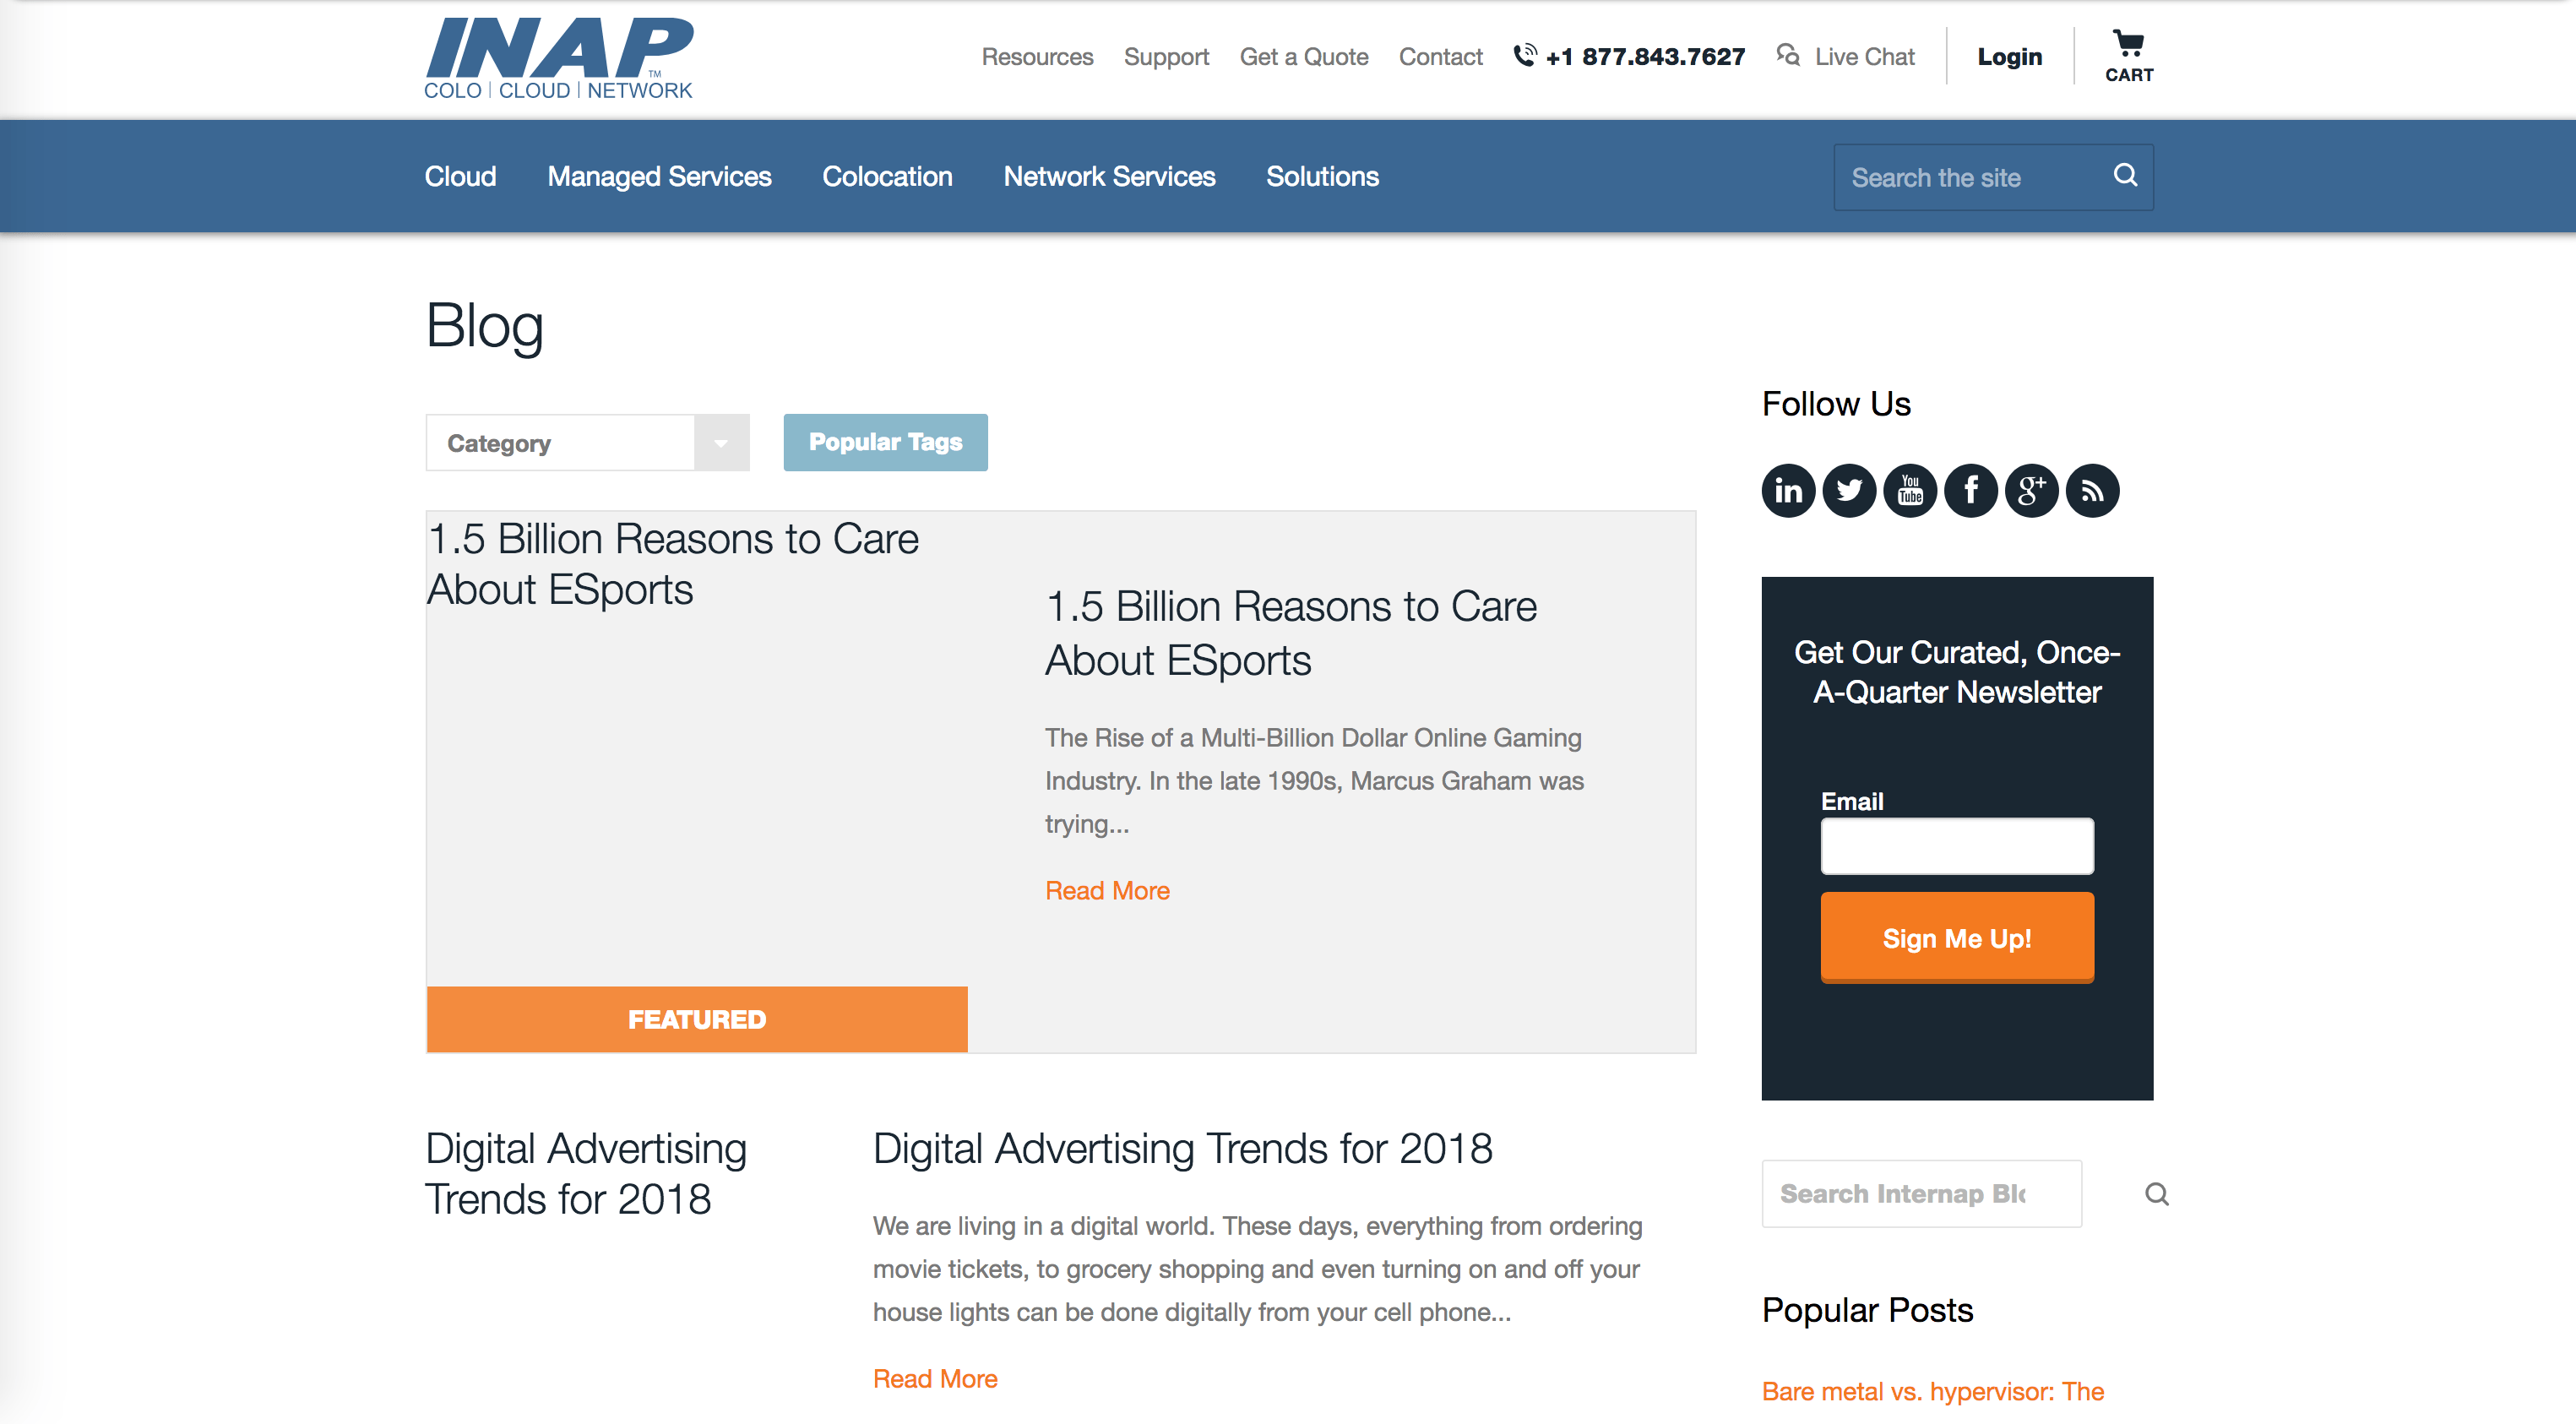 INAP™
COLO | CLOUD | NETWORK
Resources Support Get a Quote Contact +1 877.843.7627 Live Chat Login CART
Cloud Managed Services Colocation Network Services Solutions Search the site
Blog
Category Popular Tags
1.5 Billion Reasons to Care
About ESports
FEATURED
1.5 Billion Reasons to Care
About ESports
The Rise of a Multi-Billion Dollar Online Gaming
Industry. In the late 1990s, Marcus Graham was
trying...
Read More
Digital Advertising
Trends for 2018
Digital Advertising Trends for 2018
We are living in a digital world. These days, everything from ordering
movie tickets, to grocery shopping and even turning on and off your
house lights can be done digitally from your cell phone...
Read More
Follow Us
in You Tube f g+
Get Our Curated, Once-
A-Quarter Newsletter
Email
Sign Me Up!
Search Internap
Popular Posts
Bare metal vs. hypervisor: The